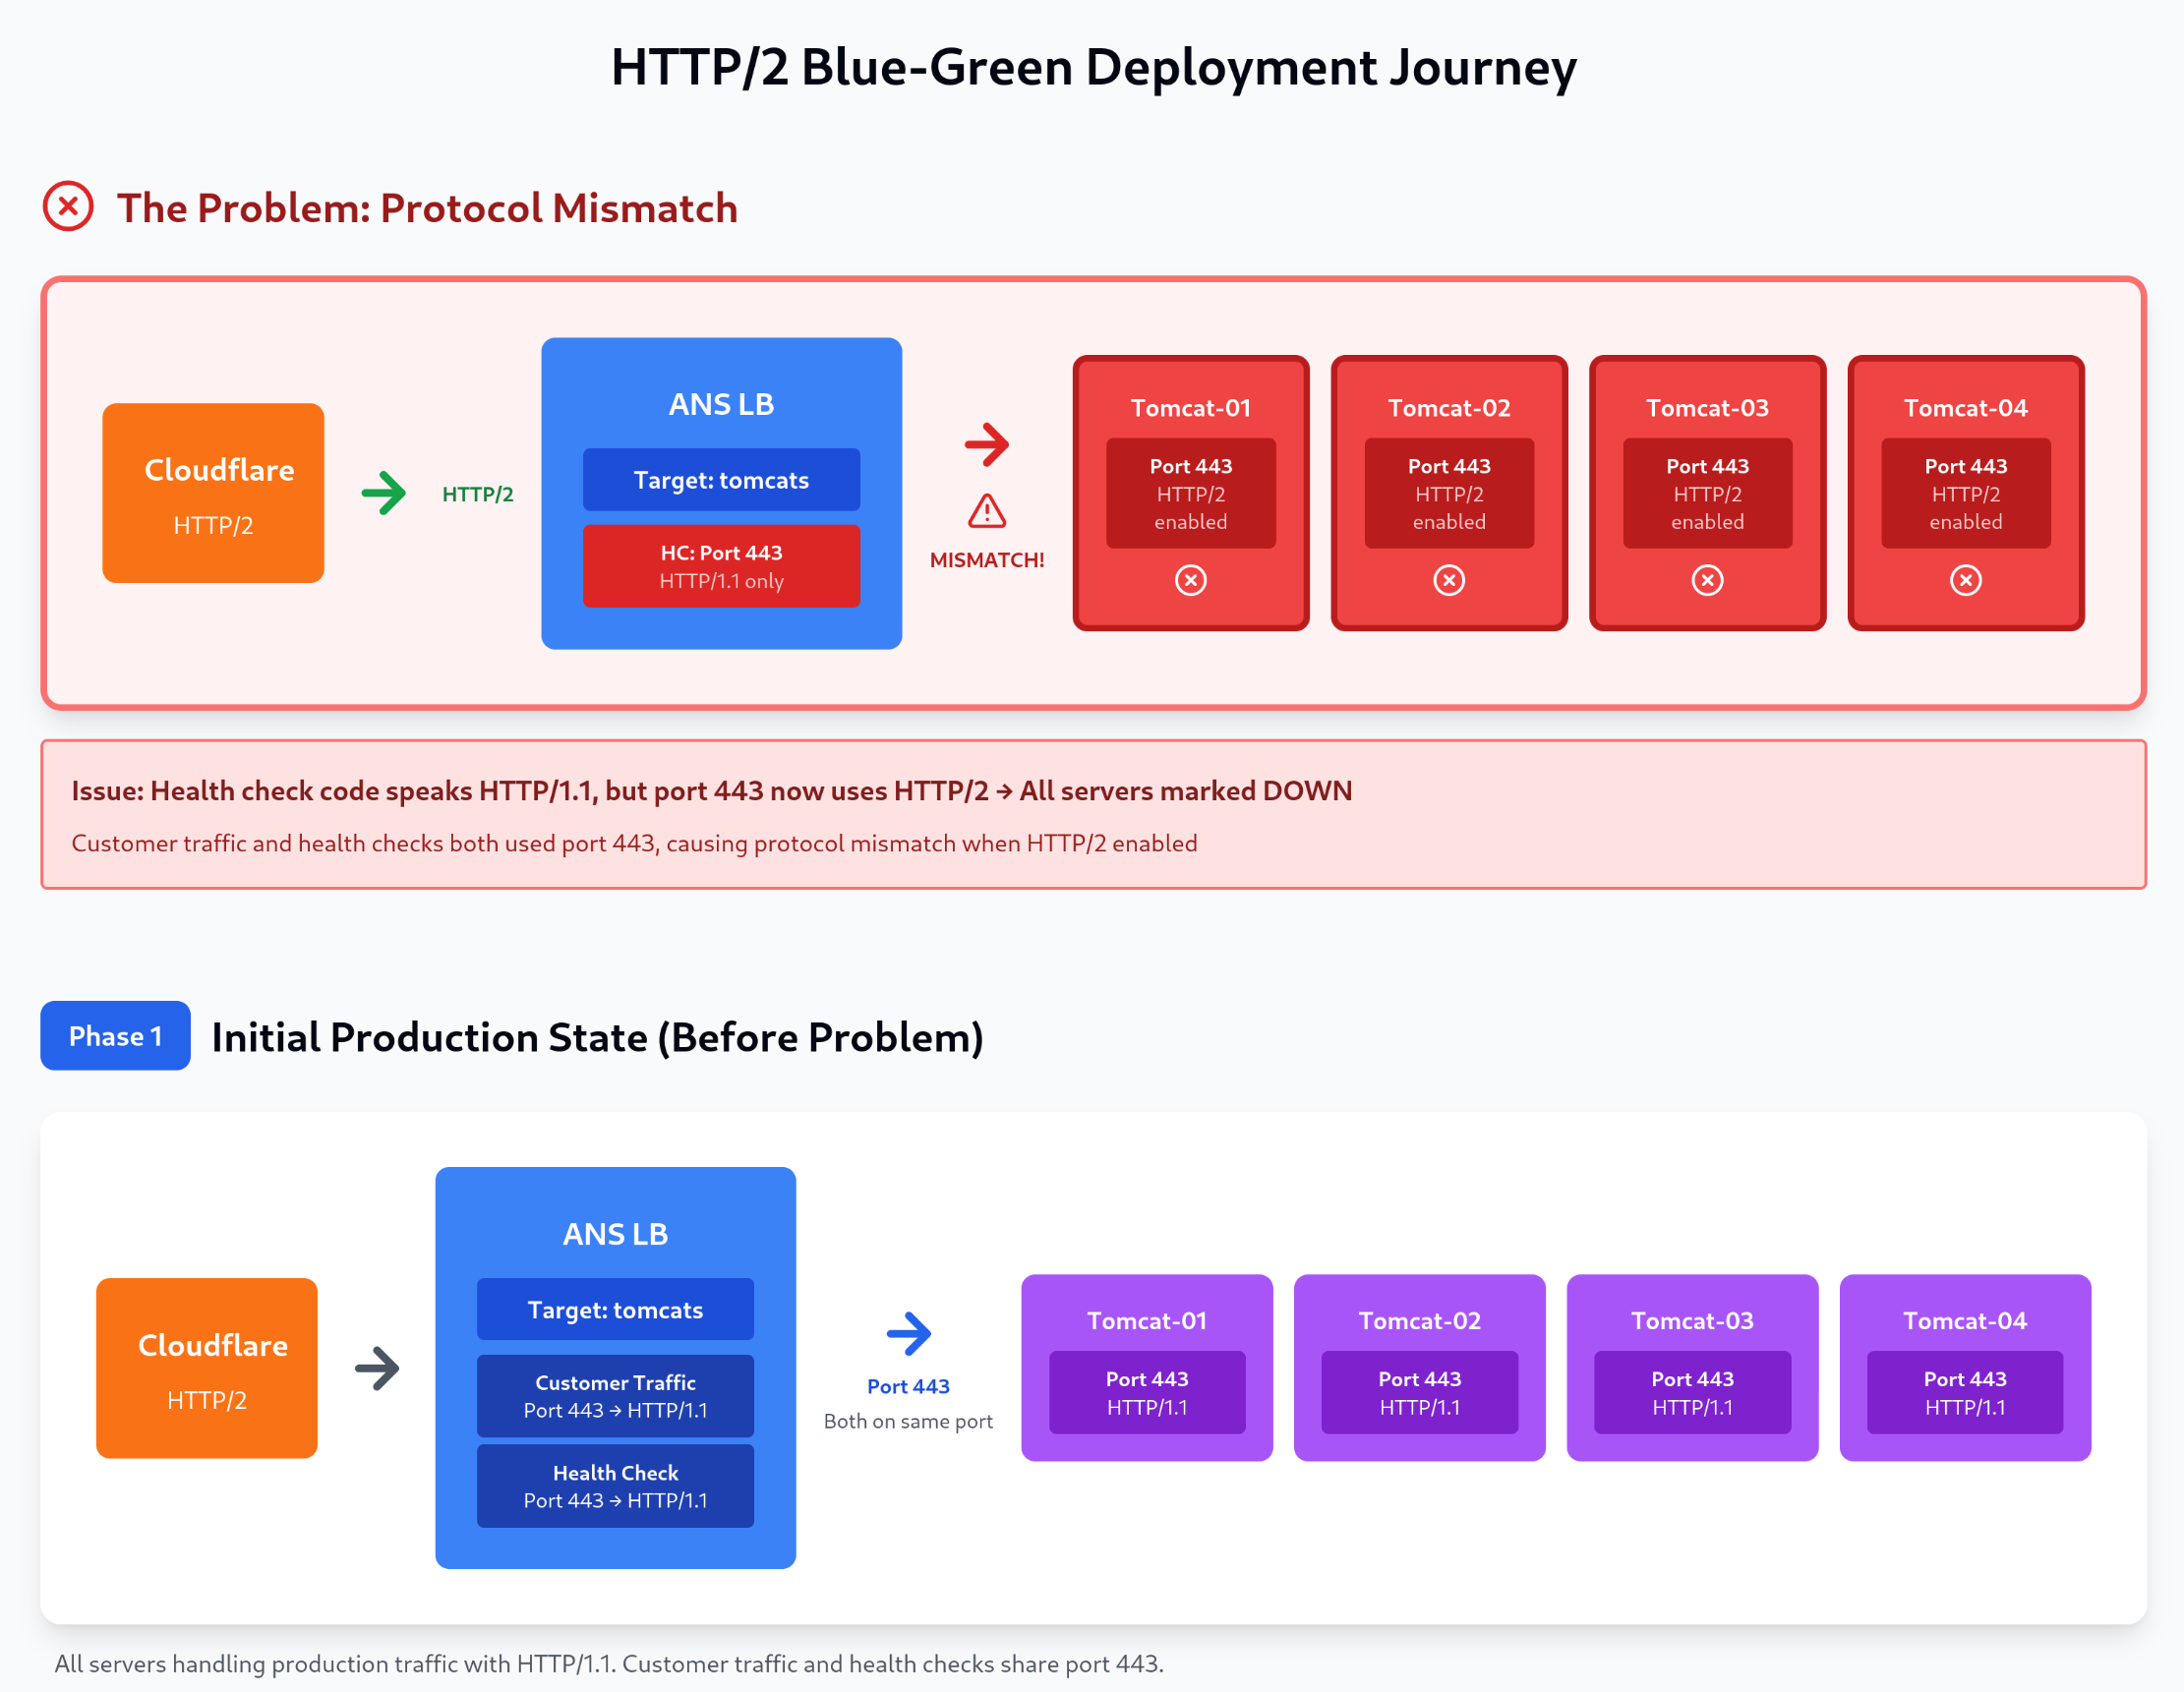 HTTP/2 Blue-Green Deployment Journey
The Problem: Protocol Mismatch
Cloudflare
HTTP/2
HTTP/2
ANS LB
Target: tomcats
HC: Port 443
HTTP/1.1 only
MISMATCH!
Tomcat-01
Port 443
HTTP/2
enabled
Tomcat-02
Port 443
HTTP/2
enabled
Tomcat-03
Port 443
HTTP/2
enabled
Tomcat-04
Port 443
HTTP/2
enabled
Issue: Health check code speaks HTTP/1.1, but port 443 now uses HTTP/2 → All servers marked DOWN
Customer traffic and health checks both used port 443, causing protocol mismatch when HTTP/2 enabled
Phase 1
Initial Production State (Before Problem)
Cloudflare
HTTP/2
ANS LB
Target: tomcats
Customer Traffic
Port 443 → HTTP/1.1
Health Check
Port 443 → HTTP/1.1
Port 443
Both on same port
Tomcat-01
Port 443
HTTP/1.1
Tomcat-02
Port 443
HTTP/1.1
Tomcat-03
Port 443
HTTP/1.1
Tomcat-04
Port 443
HTTP/1.1
All servers handling production traffic with HTTP/1.1. Customer traffic and health checks share port 443.